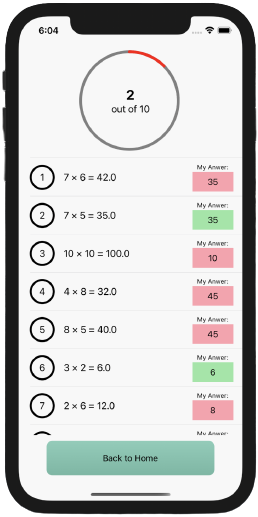 6:04
2
out of 10
My Anwer:
1 7 × 6 = 42.0 35
My Anwer:
2 7 × 5 = 35.0 35
My Anwer:
3 10 × 10 = 100.0 10
My Anwer:
4 4 × 8 = 32.0 45
My Anwer:
5 8 × 5 = 40.0 45
My Anwer:
6 3 × 2 = 6.0 6
My Anwer:
7 2 × 6 = 12.0 8
My Anwer:
Back to Home